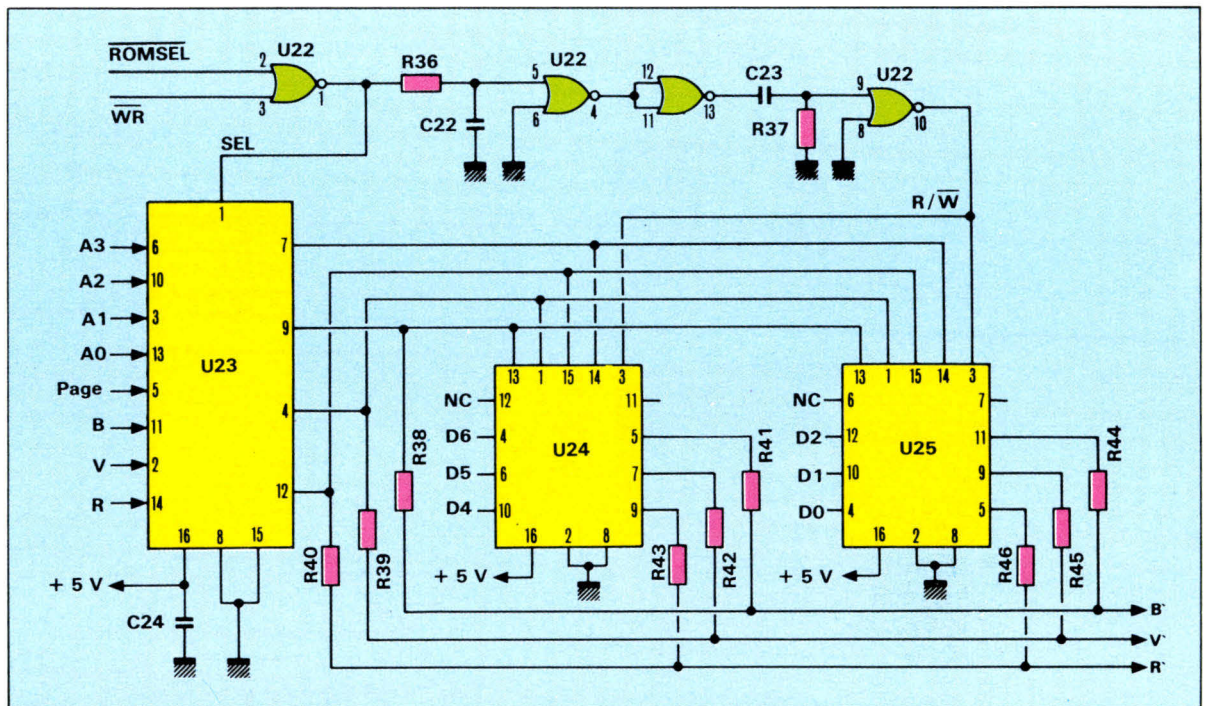 ROMSEL
WR
2
3
U22
1
R36
C22
5
6
U22
4
12
11
13
C23
R37
9
8
U22
10
SEL
R/W
1
A3
6
7
A2
10
A1
3
9
A0
13
U23
Page
5
B
11
4
V
2
R
14
12
16
8
15
+ 5 V
C24
R40
R39
R38
13
1
15
14
3
NC
12
11
D6
4
5
U24
D5
6
7
D4
10
9
16
2
8
+ 5 V
R43
R42
R41
13
1
15
14
3
NC
6
7
D2
12
11
U25
D1
10
9
D0
4
5
16
2
8
+ 5 V
R46
R45
R44
B`
V`
R`